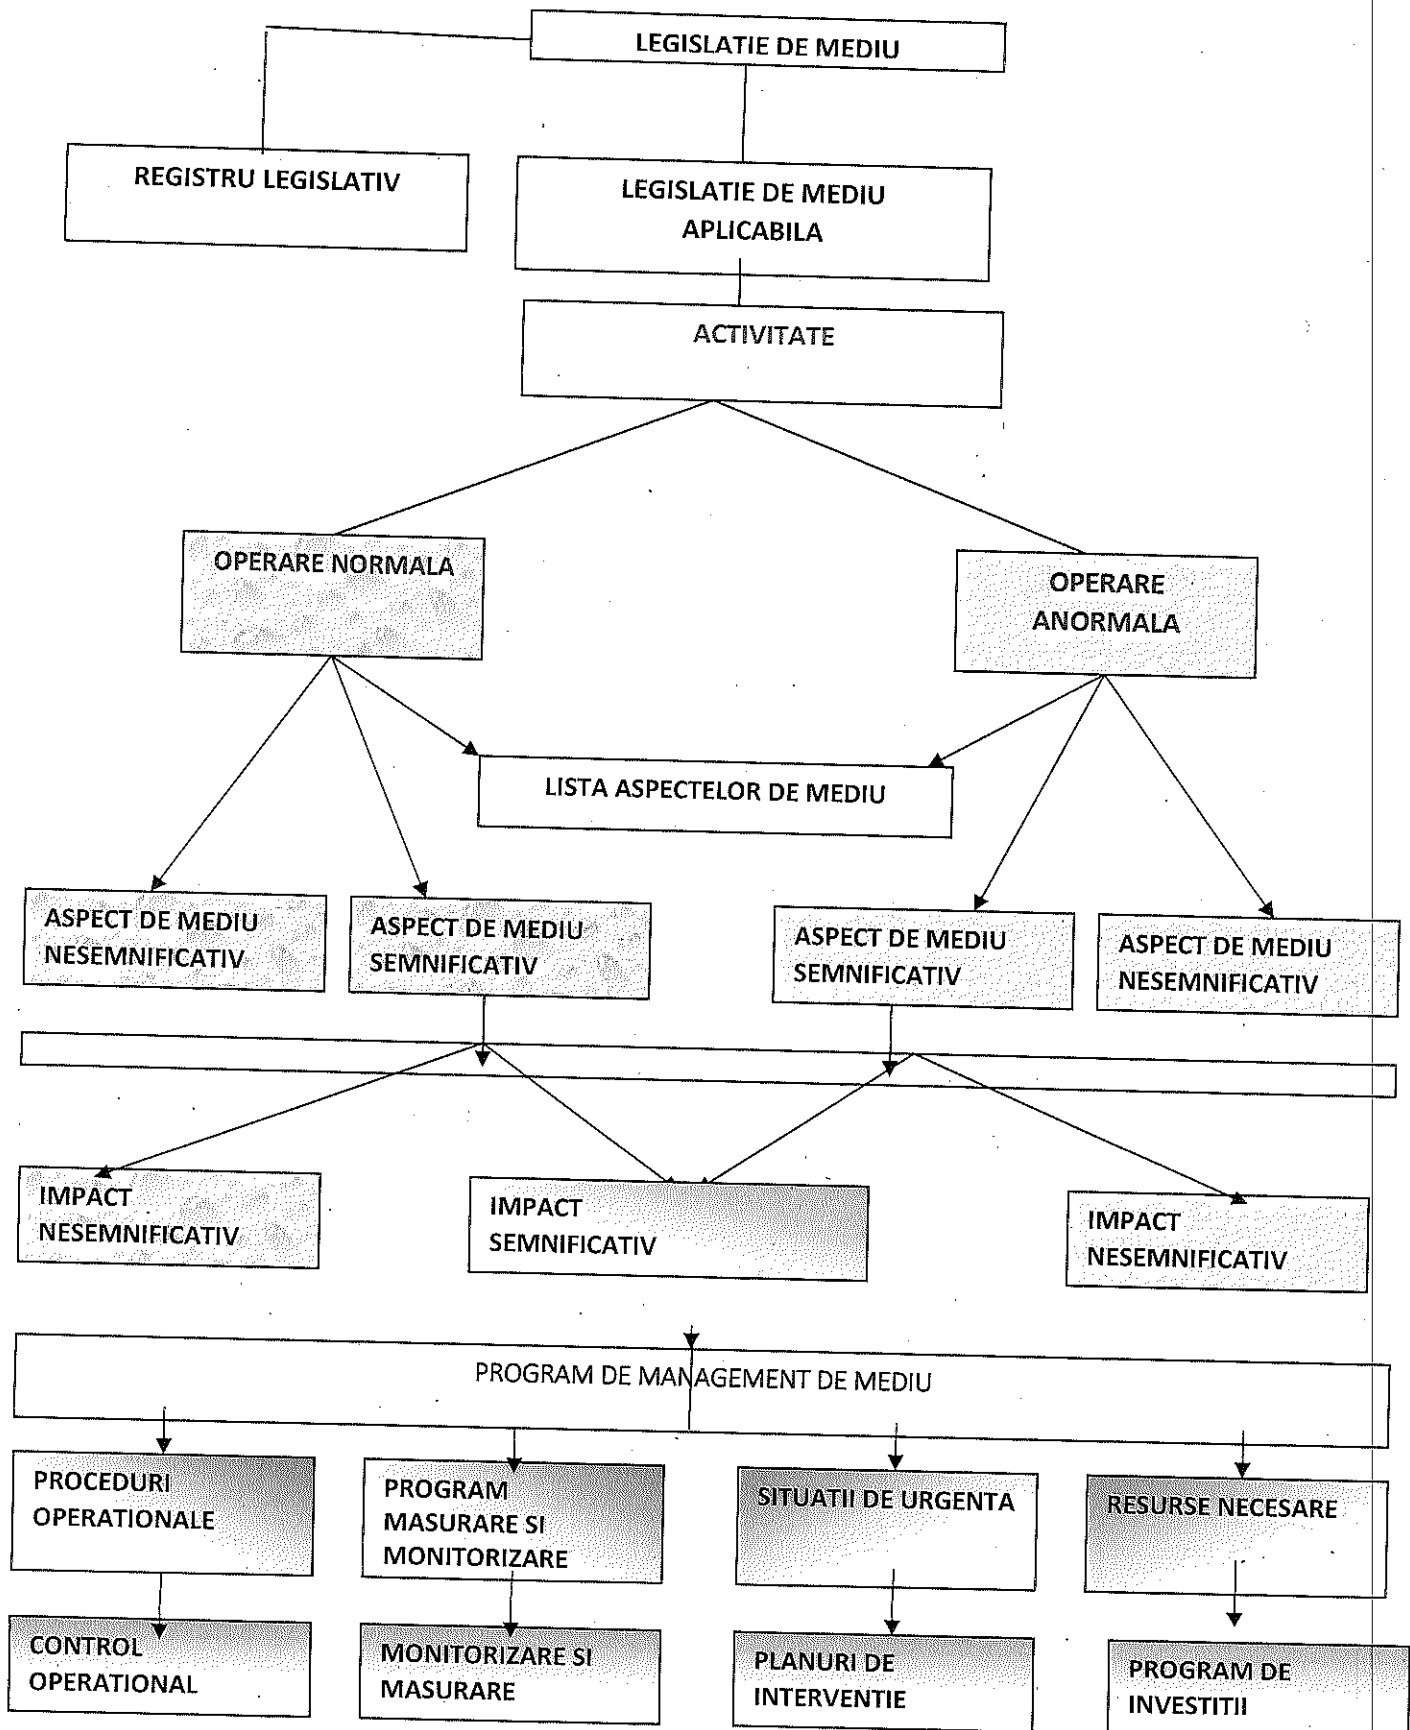 LEGISLATIE DE MEDIU
REGISTRU LEGISLATIV
LEGISLATIE DE MEDIU
APLICABILA
ACTIVITATE
OPERARE NORMALA
OPERARE
ANORMALA
LISTA ASPECTELOR DE MEDIU
ASPECT DE MEDIU
NESEMNIFICATIV
ASPECT DE MEDIU
SEMNIFICATIV
ASPECT DE MEDIU
SEMNIFICATIV
ASPECT DE MEDIU
NESEMNIFICATIV
IMPACT
NESEMNIFICATIV
IMPACT
SEMNIFICATIV
IMPACT
NESEMNIFICATIV
PROGRAM DE MANAGEMENT DE MEDIU
PROCEDURI
OPERATIONALE
PROGRAM
MASURARE SI
MONITORIZARE
SITUATII DE URGENTA
RESURSE NECESARE
CONTROL
OPERATIONAL
MONITORIZARE SI
MASURARE
PLANURI DE
INTERVENTIE
PROGRAM DE
INVESTITII